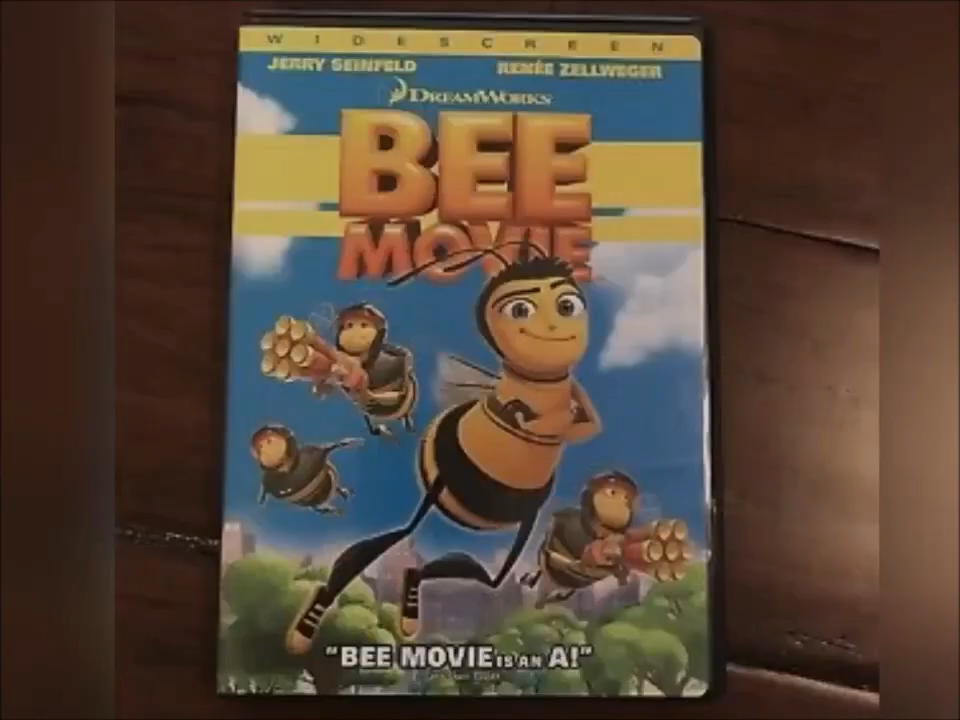 WIDESCREEN
JERRY SEINFELD RENÉE ZELLWEGER
DREAMWORKS
BEE
MOVIE
"BEE MOVIE IS AN A!"